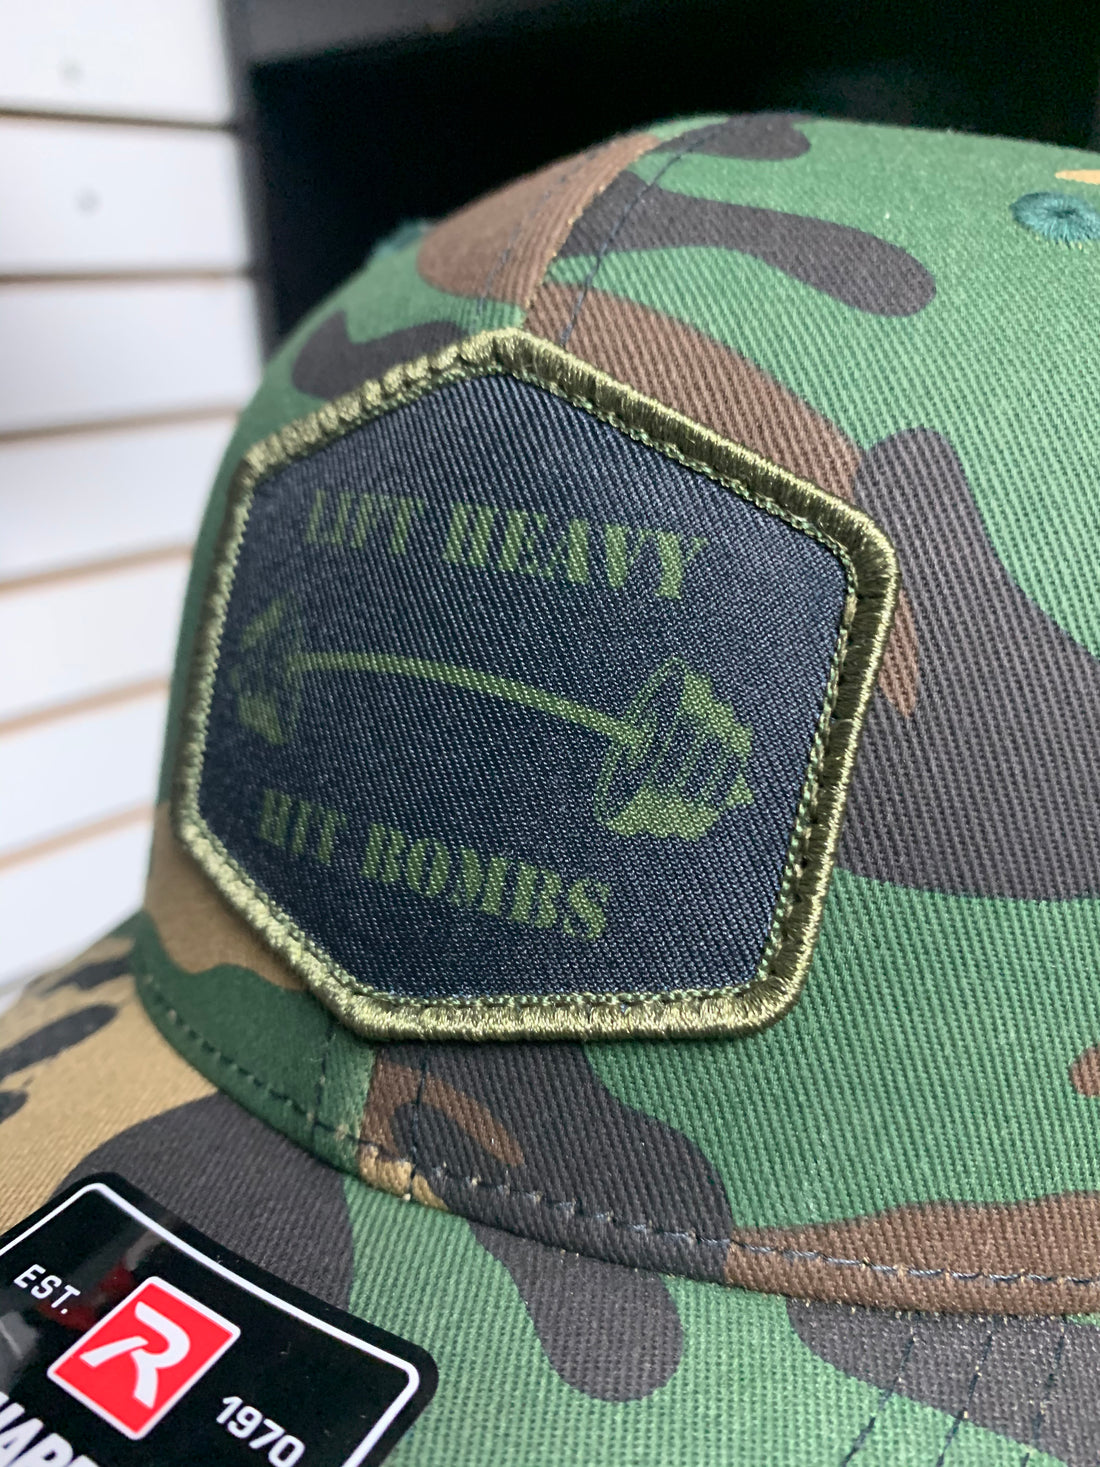 LIFT HEAVY
HIT BOMBS
EST.
R
1970